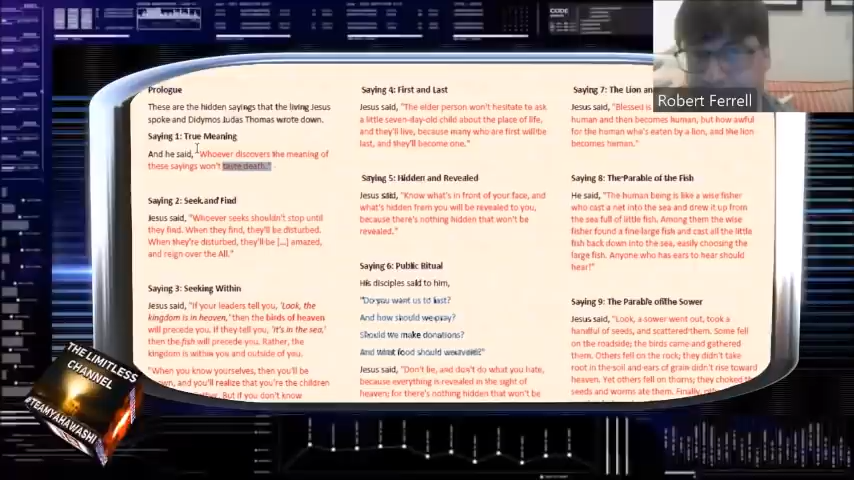 CODE
Robert Ferrell
Prologue
These are the hidden sayings that the living Jesus
spoke and Didymos Judas Thomas wrote down.
Saying 1: True Meaning
And he said, "Whoever discovers the meaning of
these sayings won't taste death."
Saying 2: Seek and Find
Jesus said, "Whoever seeks shouldn't stop until
they find. When they find, they'll be disturbed.
When they're disturbed, they'll be [...] amazed,
and reign over the All."
Saying 3: Seeking Within
Jesus said, "If your leaders tell you, 'Look, the
kingdom is in heaven,' then the birds of heaven
will precede you. If they tell you, 'It's in the sea,'
then the fish will precede you. Rather, the
kingdom is within you and outside of you.
"When you know yourselves, then you'll be
and you'll realize that you're the children
But if you don't know
Saying 4: First and Last
Jesus said, "The elder person won't hesitate to ask
a little seven-day-old child about the place of life,
and they'll live, because many who are first will be
last, and they'll become one."
Saying 5: Hidden and Revealed
Jesus said, "Know what's in front of your face, and
what's hidden from you will be revealed to you,
because there's nothing hidden that won't be
revealed."
Saying 6: Public Ritual
His disciples said to him,
"Do you want us to fast?
And how should we pray?
Should we make donations?
And what food should we avoid?"
Jesus said, "Don't lie, and don't do what you hate,
because everything is revealed in the sight of
heaven; for there's nothing hidden that won't be
Saying 7: The Lion and
Jesus said, "Blessed is
human and then becomes human, but how awful
for the human who's eaten by a lion, and the lion
becomes human."
Saying 8: The Parable of the Fish
He said, "The human being is like a wise fisher
who cast a net into the sea and drew it up from
the sea full of little fish. Among them the wise
fisher found a fine large fish and cast all the little
fish back down into the sea, easily choosing the
large fish. Anyone who has ears to hear should
hear!"
Saying 9: The Parable of the Sower
Jesus said, "Look, a sower went out, took a
handful of seeds, and scattered them. Some fell
on the roadside; the birds came and gathered
them. Others fell on the rock; they didn't take
root in the soil and ears of grain didn't rise toward
heaven. Yet others fell on thorns; they choked the
seeds and worms ate them. Finally,
THE LIMITLESS
CHANNEL
#TEAMYAHAWASHI